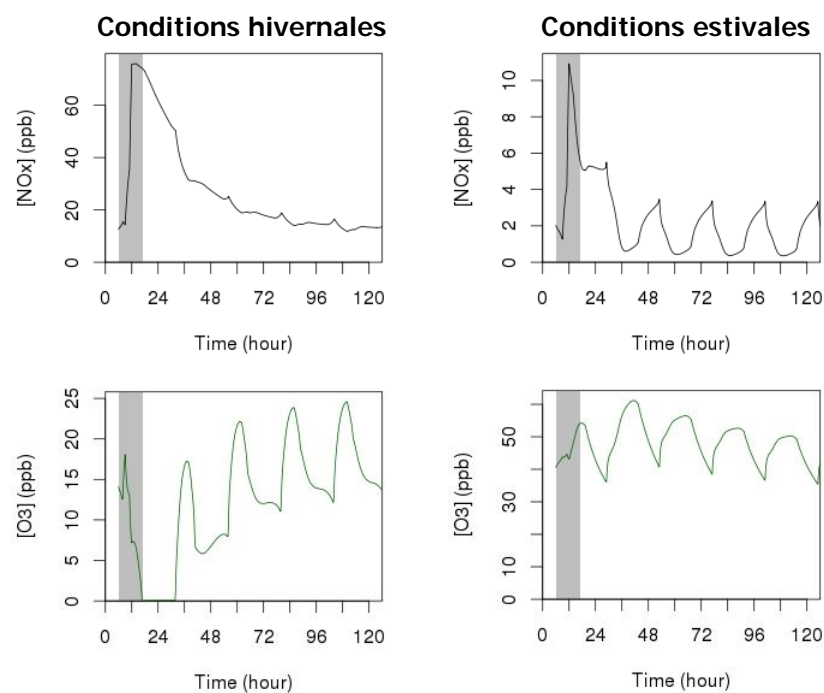 Conditions hivernales
Conditions estivales
[NOx] (ppb)
0 20 40 60
0 24 48 72 96 120
Time (hour)
[NOx] (ppb)
0 2 4 6 8 10
0 24 48 72 96 120
Time (hour)
[O3] (ppb)
0 5 10 15 20 25
0 24 48 72 96 120
Time (hour)
[O3] (ppb)
0 10 30 50
0 24 48 72 96 120
Time (hour)